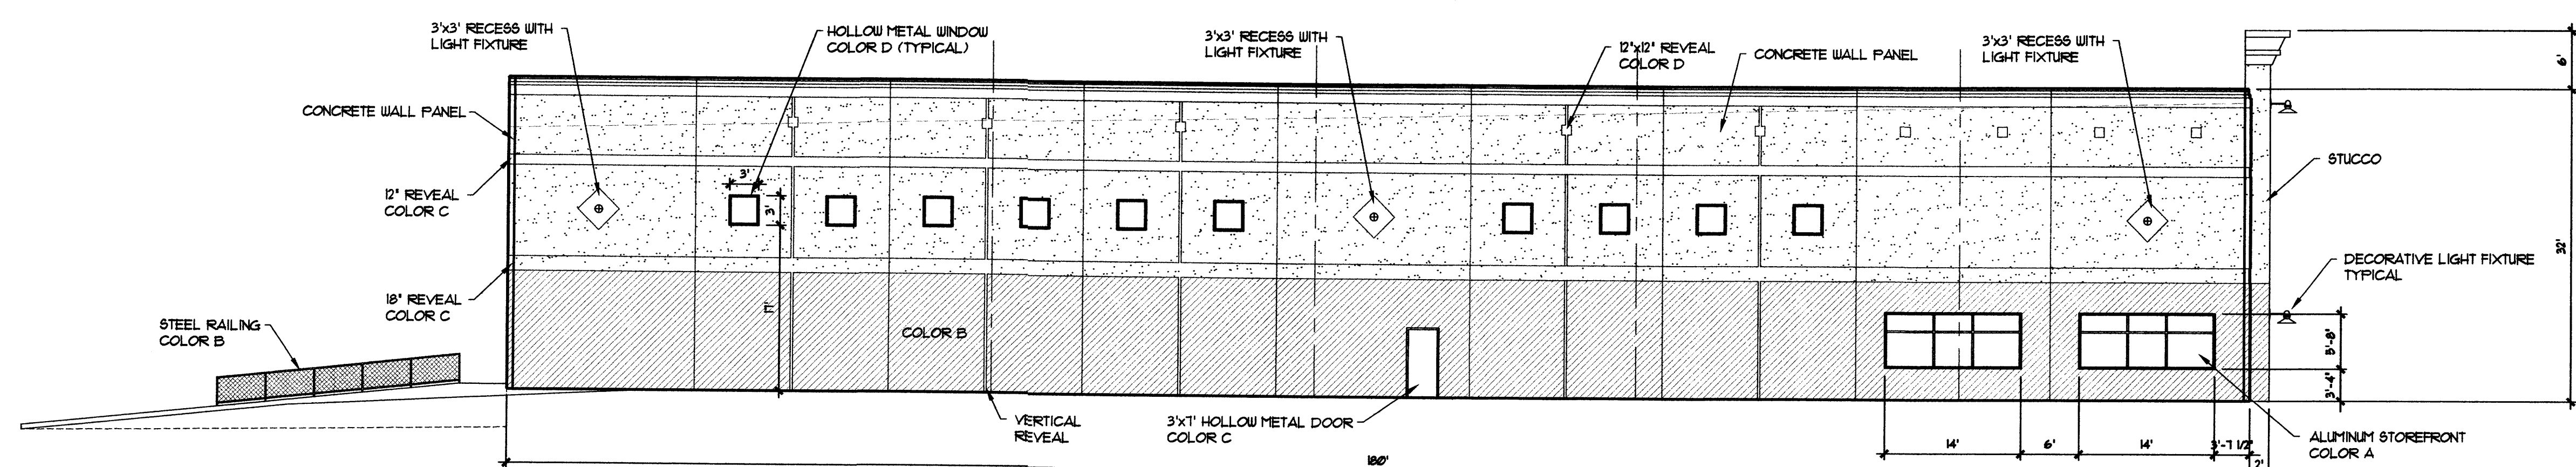 3'x3' RECESS WITH
LIGHT FIXTURE
HOLLOW METAL WINDOW
COLOR D (TYPICAL)
3'x3' RECESS WITH
LIGHT FIXTURE
12"x12" REVEAL
COLOR D
CONCRETE WALL PANEL
3'x3' RECESS WITH
LIGHT FIXTURE
6'
CONCRETE WALL PANEL
STUCCO
3'
3'
12" REVEAL
COLOR C
32'
DECORATIVE LIGHT FIXTURE
TYPICAL
18" REVEAL
COLOR C
17'
STEEL RAILING
COLOR B
COLOR B
5'-8"
3'-4"
VERTICAL
REVEAL
3'x7' HOLLOW METAL DOOR
COLOR C
14'
6'
14'
3'-7 1/2"
2'
ALUMINUM STOREFRONT
COLOR A
180'